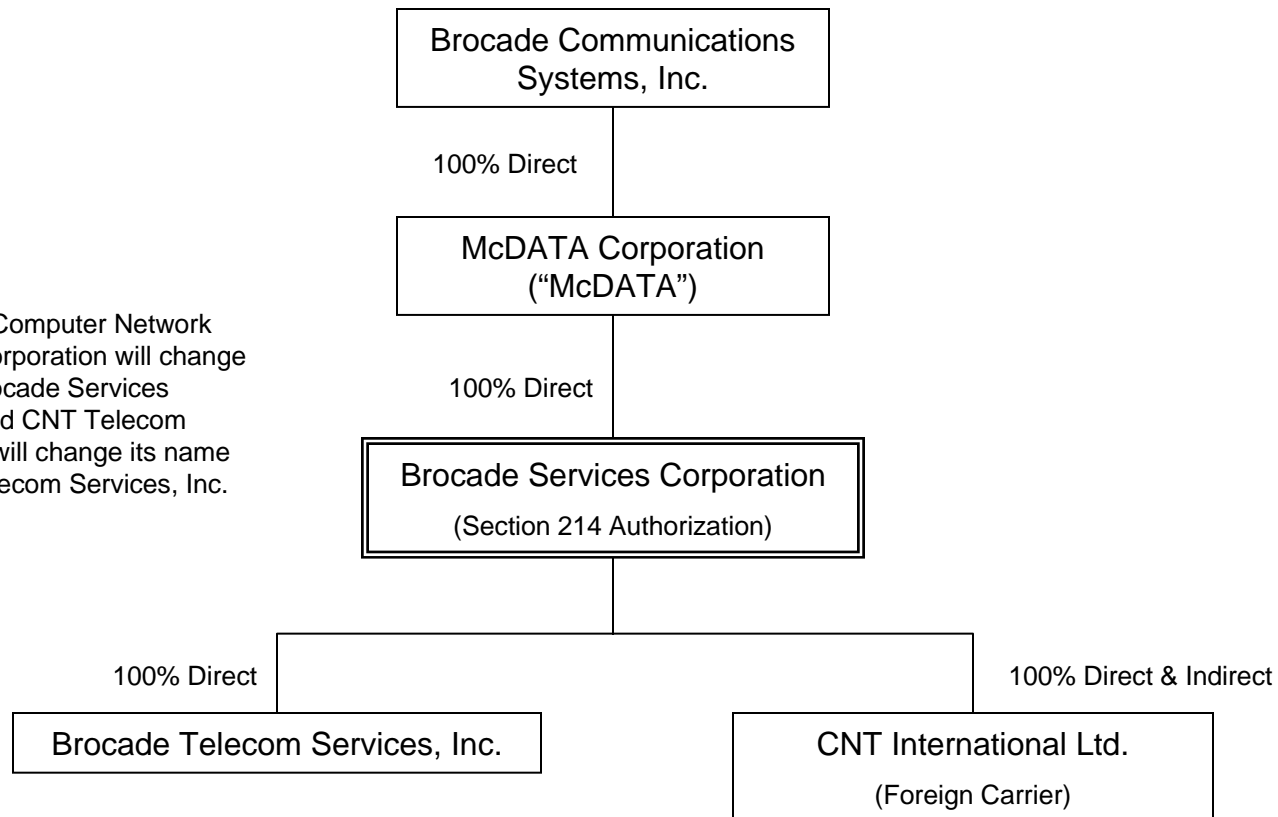 Brocade Communications
Systems, Inc.
100% Direct
McDATA Corporation
(“McDATA”)
Computer Network
orporation will change
ocade Services
d CNT Telecom
will change its name
lecom Services, Inc.
100% Direct
Brocade Services Corporation
(Section 214 Authorization)
100% Direct
100% Direct & Indirect
Brocade Telecom Services, Inc.
CNT International Ltd.
(Foreign Carrier)